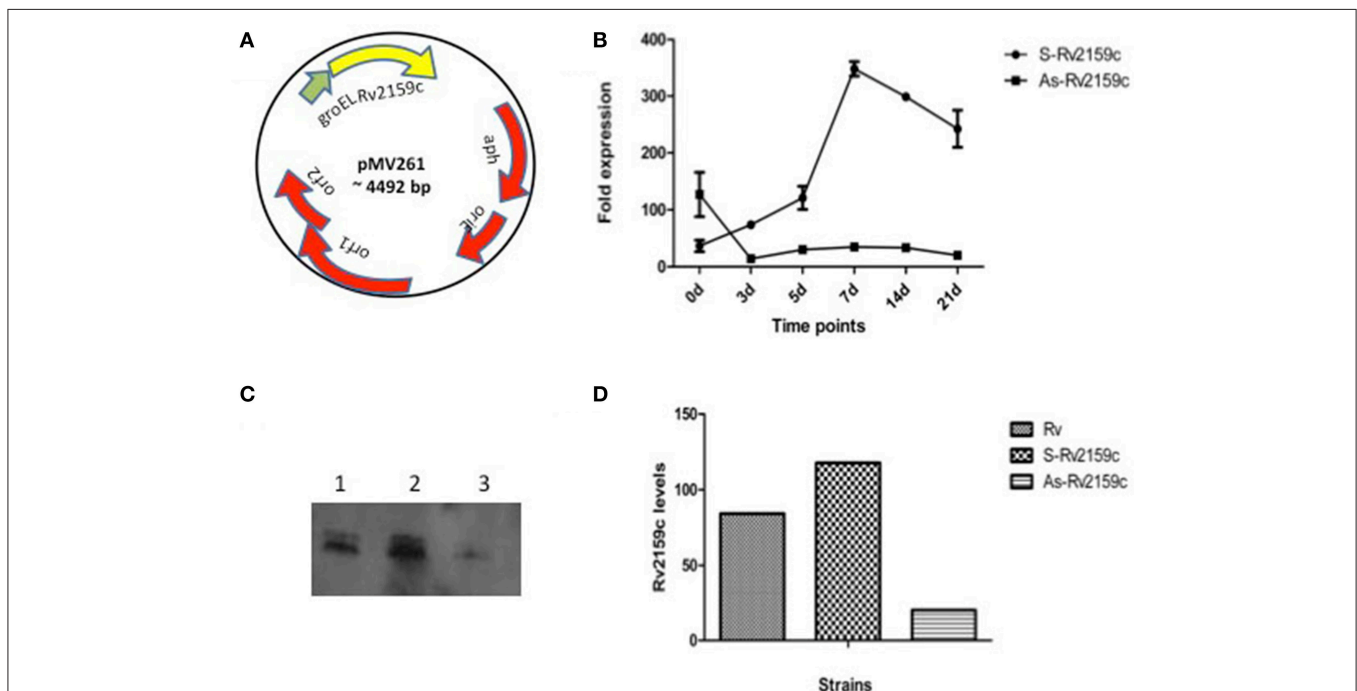 A
groEL
Rv2159c
aph
oriE
orf1
orf2
pMV261
~ 4492 bp
B
400
300
200
100
0
Fold expression
0d
3d
5d
7d
14d
21d
Time points
S-Rv2159c
As-Rv2159c
C
1 2 3
D
150
100
50
0
Rv2159c levels
Strains
Rv
S-Rv2159c
As-Rv2159c